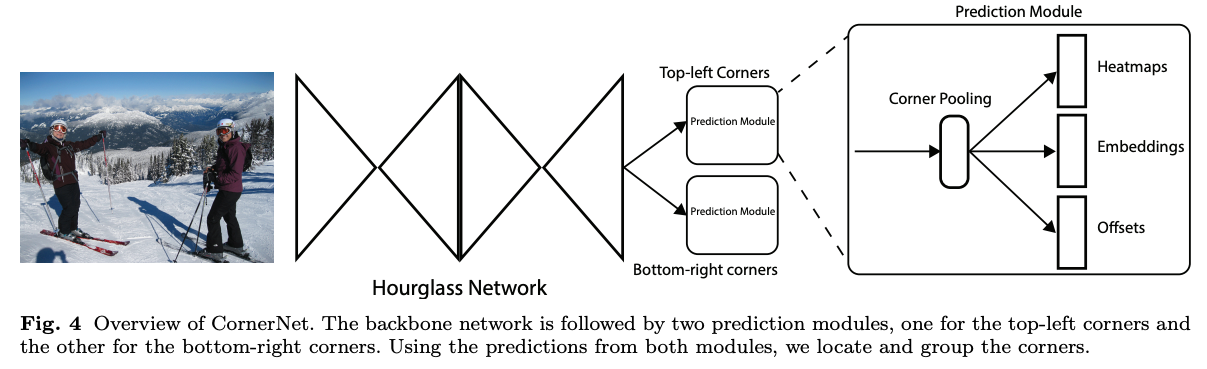 Prediction Module
Top-left Corners
Prediction Module
Prediction Module
Bottom-right corners
Hourglass Network
Corner Pooling
Heatmaps
Embeddings
Offsets
Fig. 4 Overview of CornerNet. The backbone network is followed by two prediction modules, one for the top-left corners and
the other for the bottom-right corners. Using the predictions from both modules, we locate and group the corners.